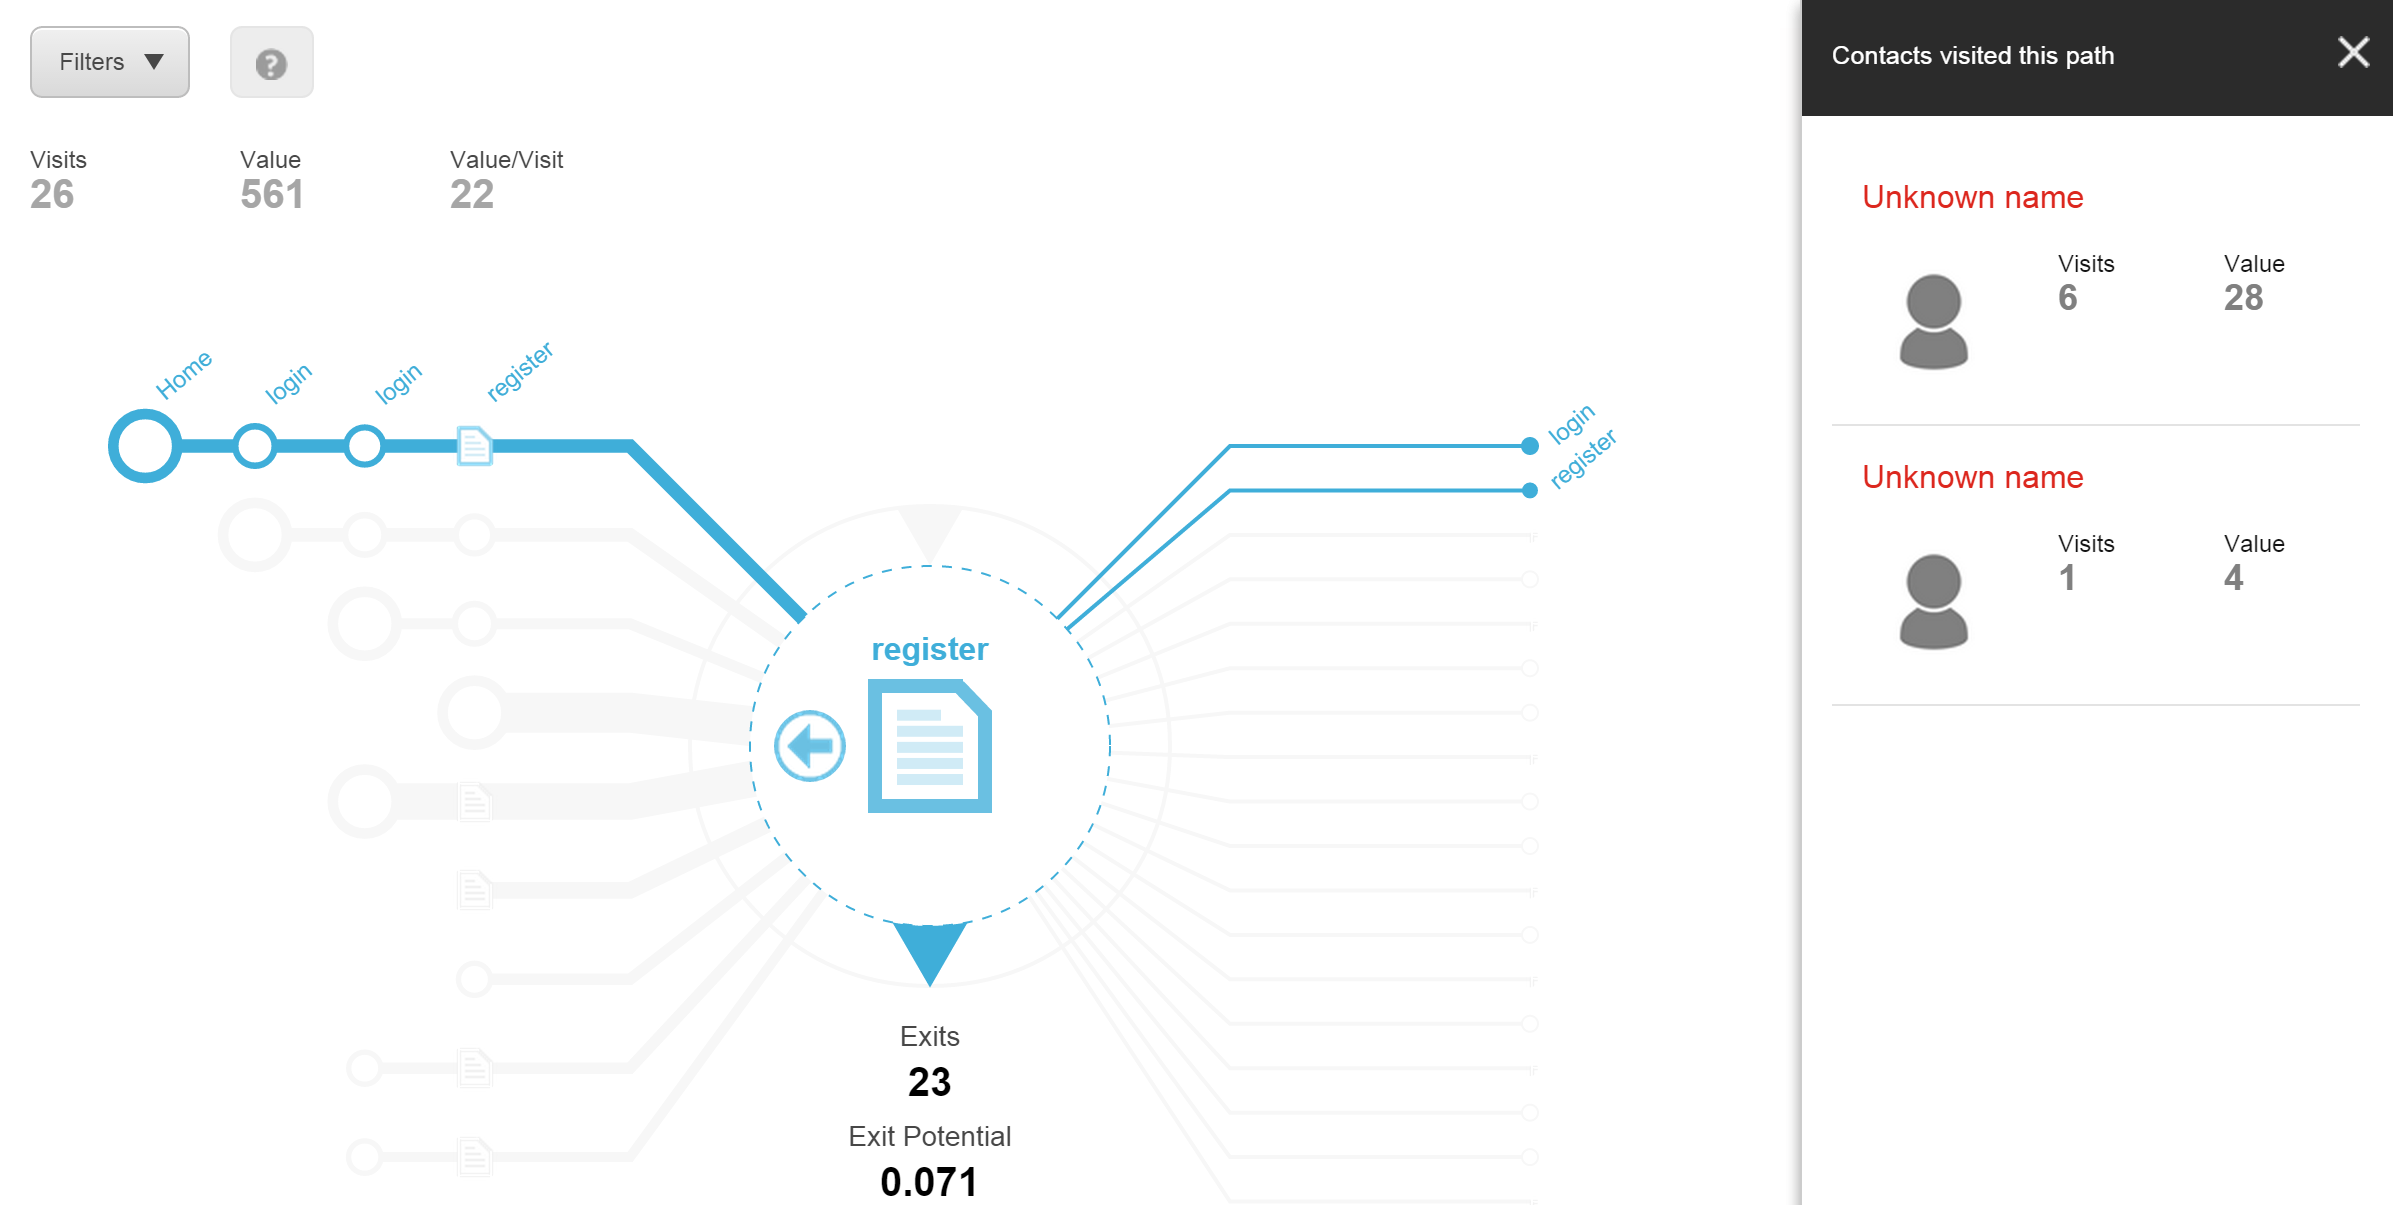 Filters
?
Visits
26
Value
561
Value/Visit
22
Home
login
login
register
login
register
register
Exits
23
Exit Potential
0.071
Contacts visited this path
Unknown name
Visits
6
Value
28
Unknown name
Visits
1
Value
4